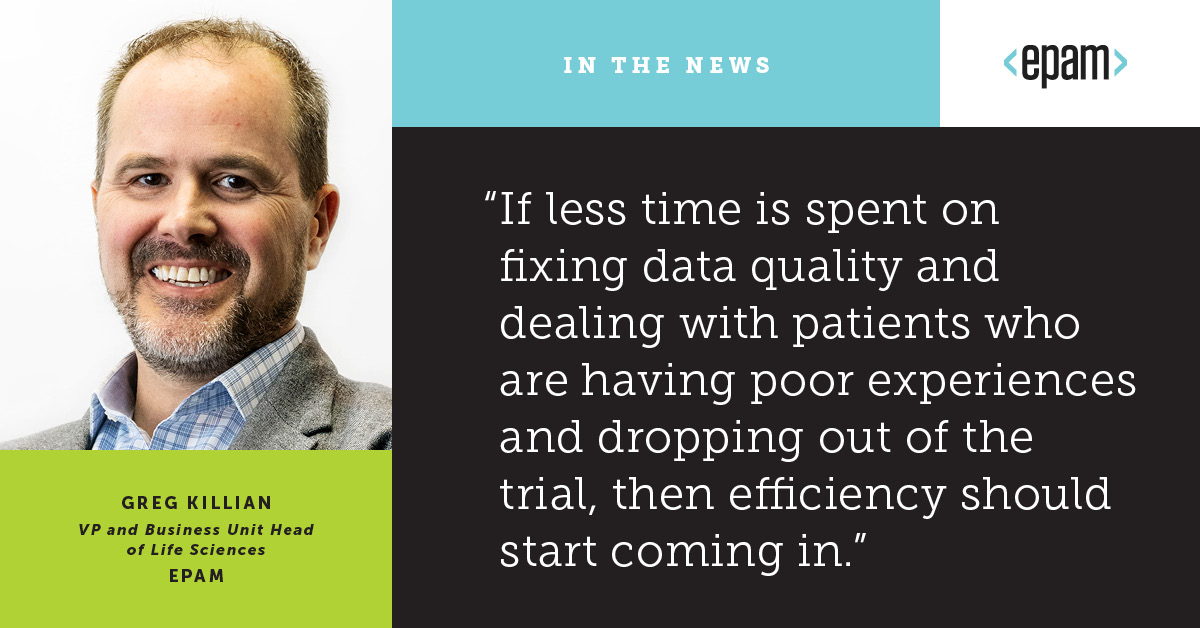 IN THE NEWS
<epam>
“If less time is spent on
fixing data quality and
dealing with patients who
are having poor experiences
and dropping out of the
trial, then efficiency should
start coming in.”
GREG KILLIAN
VP and Business Unit Head
of Life Sciences
EPAM